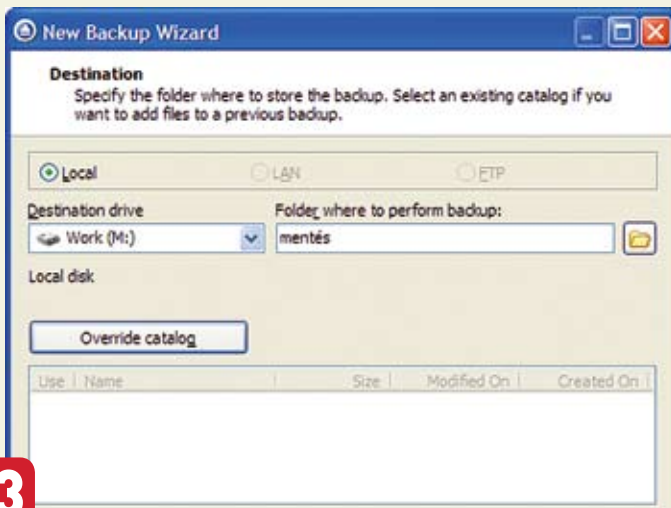 New Backup Wizard
Destination
Specify the folder where to store the backup. Select an existing catalog if you
want to add files to a previous backup.
Local LAN FTP
Destination drive Folder where to perform backup:
Work (M:) mentés
Local disk
Override catalog
Use Name Size Modified On Created On
3